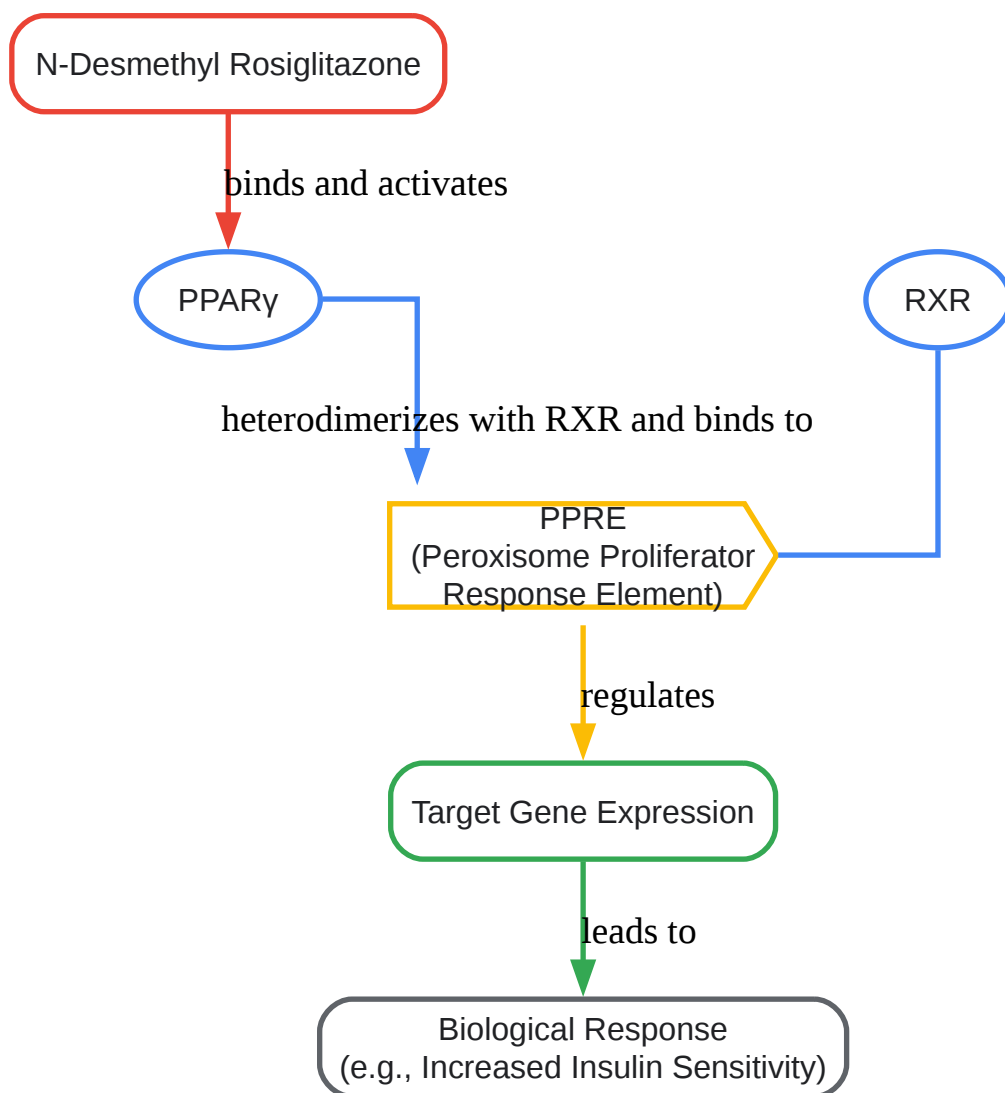 N-Desmethyl Rosiglitazone
binds and activates
PPARγ
RXR
heterodimerizes with RXR and binds to
PPRE
(Peroxisome Proliferator
Response Element)
regulates
Target Gene Expression
leads to
Biological Response
(e.g., Increased Insulin Sensitivity)